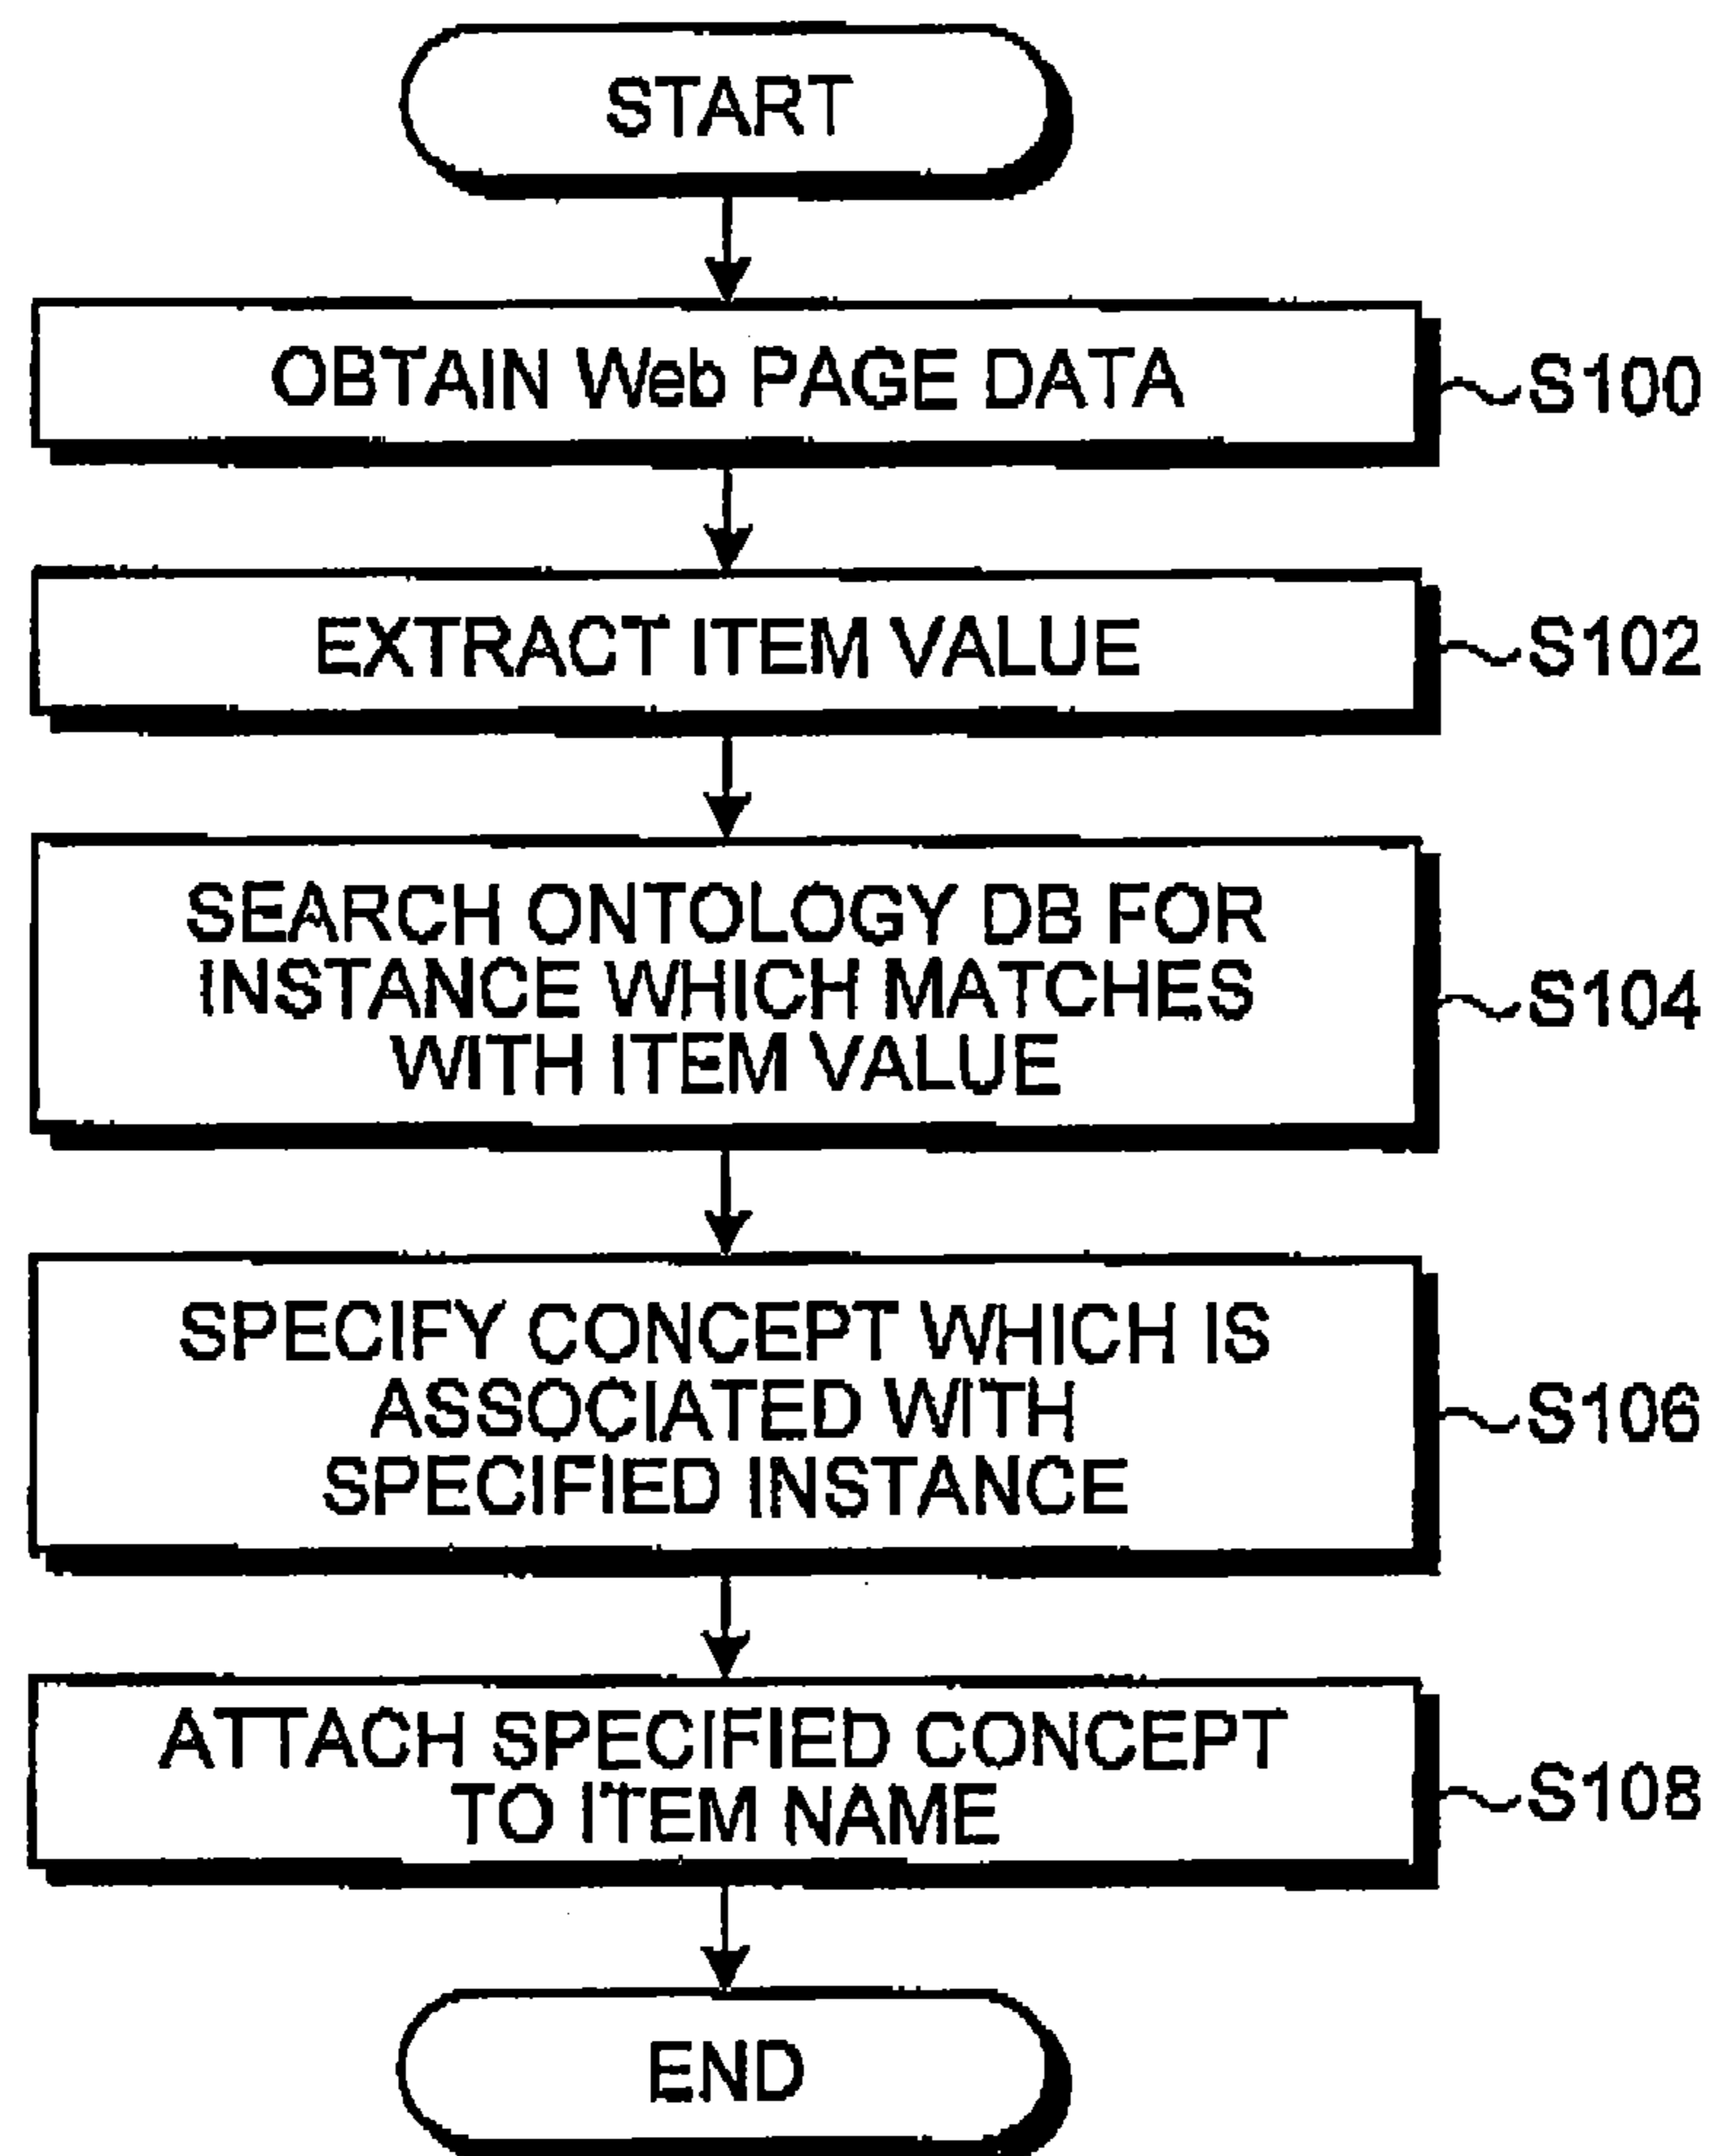 START
OBTAIN Web PAGE DATA
S100
EXTRACT ITEM VALUE
S102
SEARCH ONTOLOGY DB FOR
INSTANCE WHICH MATCHES
WITH ITEM VALUE
S104
SPECIFY CONCEPT WHICH IS
ASSOCIATED WITH
SPECIFIED INSTANCE
S106
ATTACH SPECIFIED CONCEPT
TO ITEM NAME
S108
END